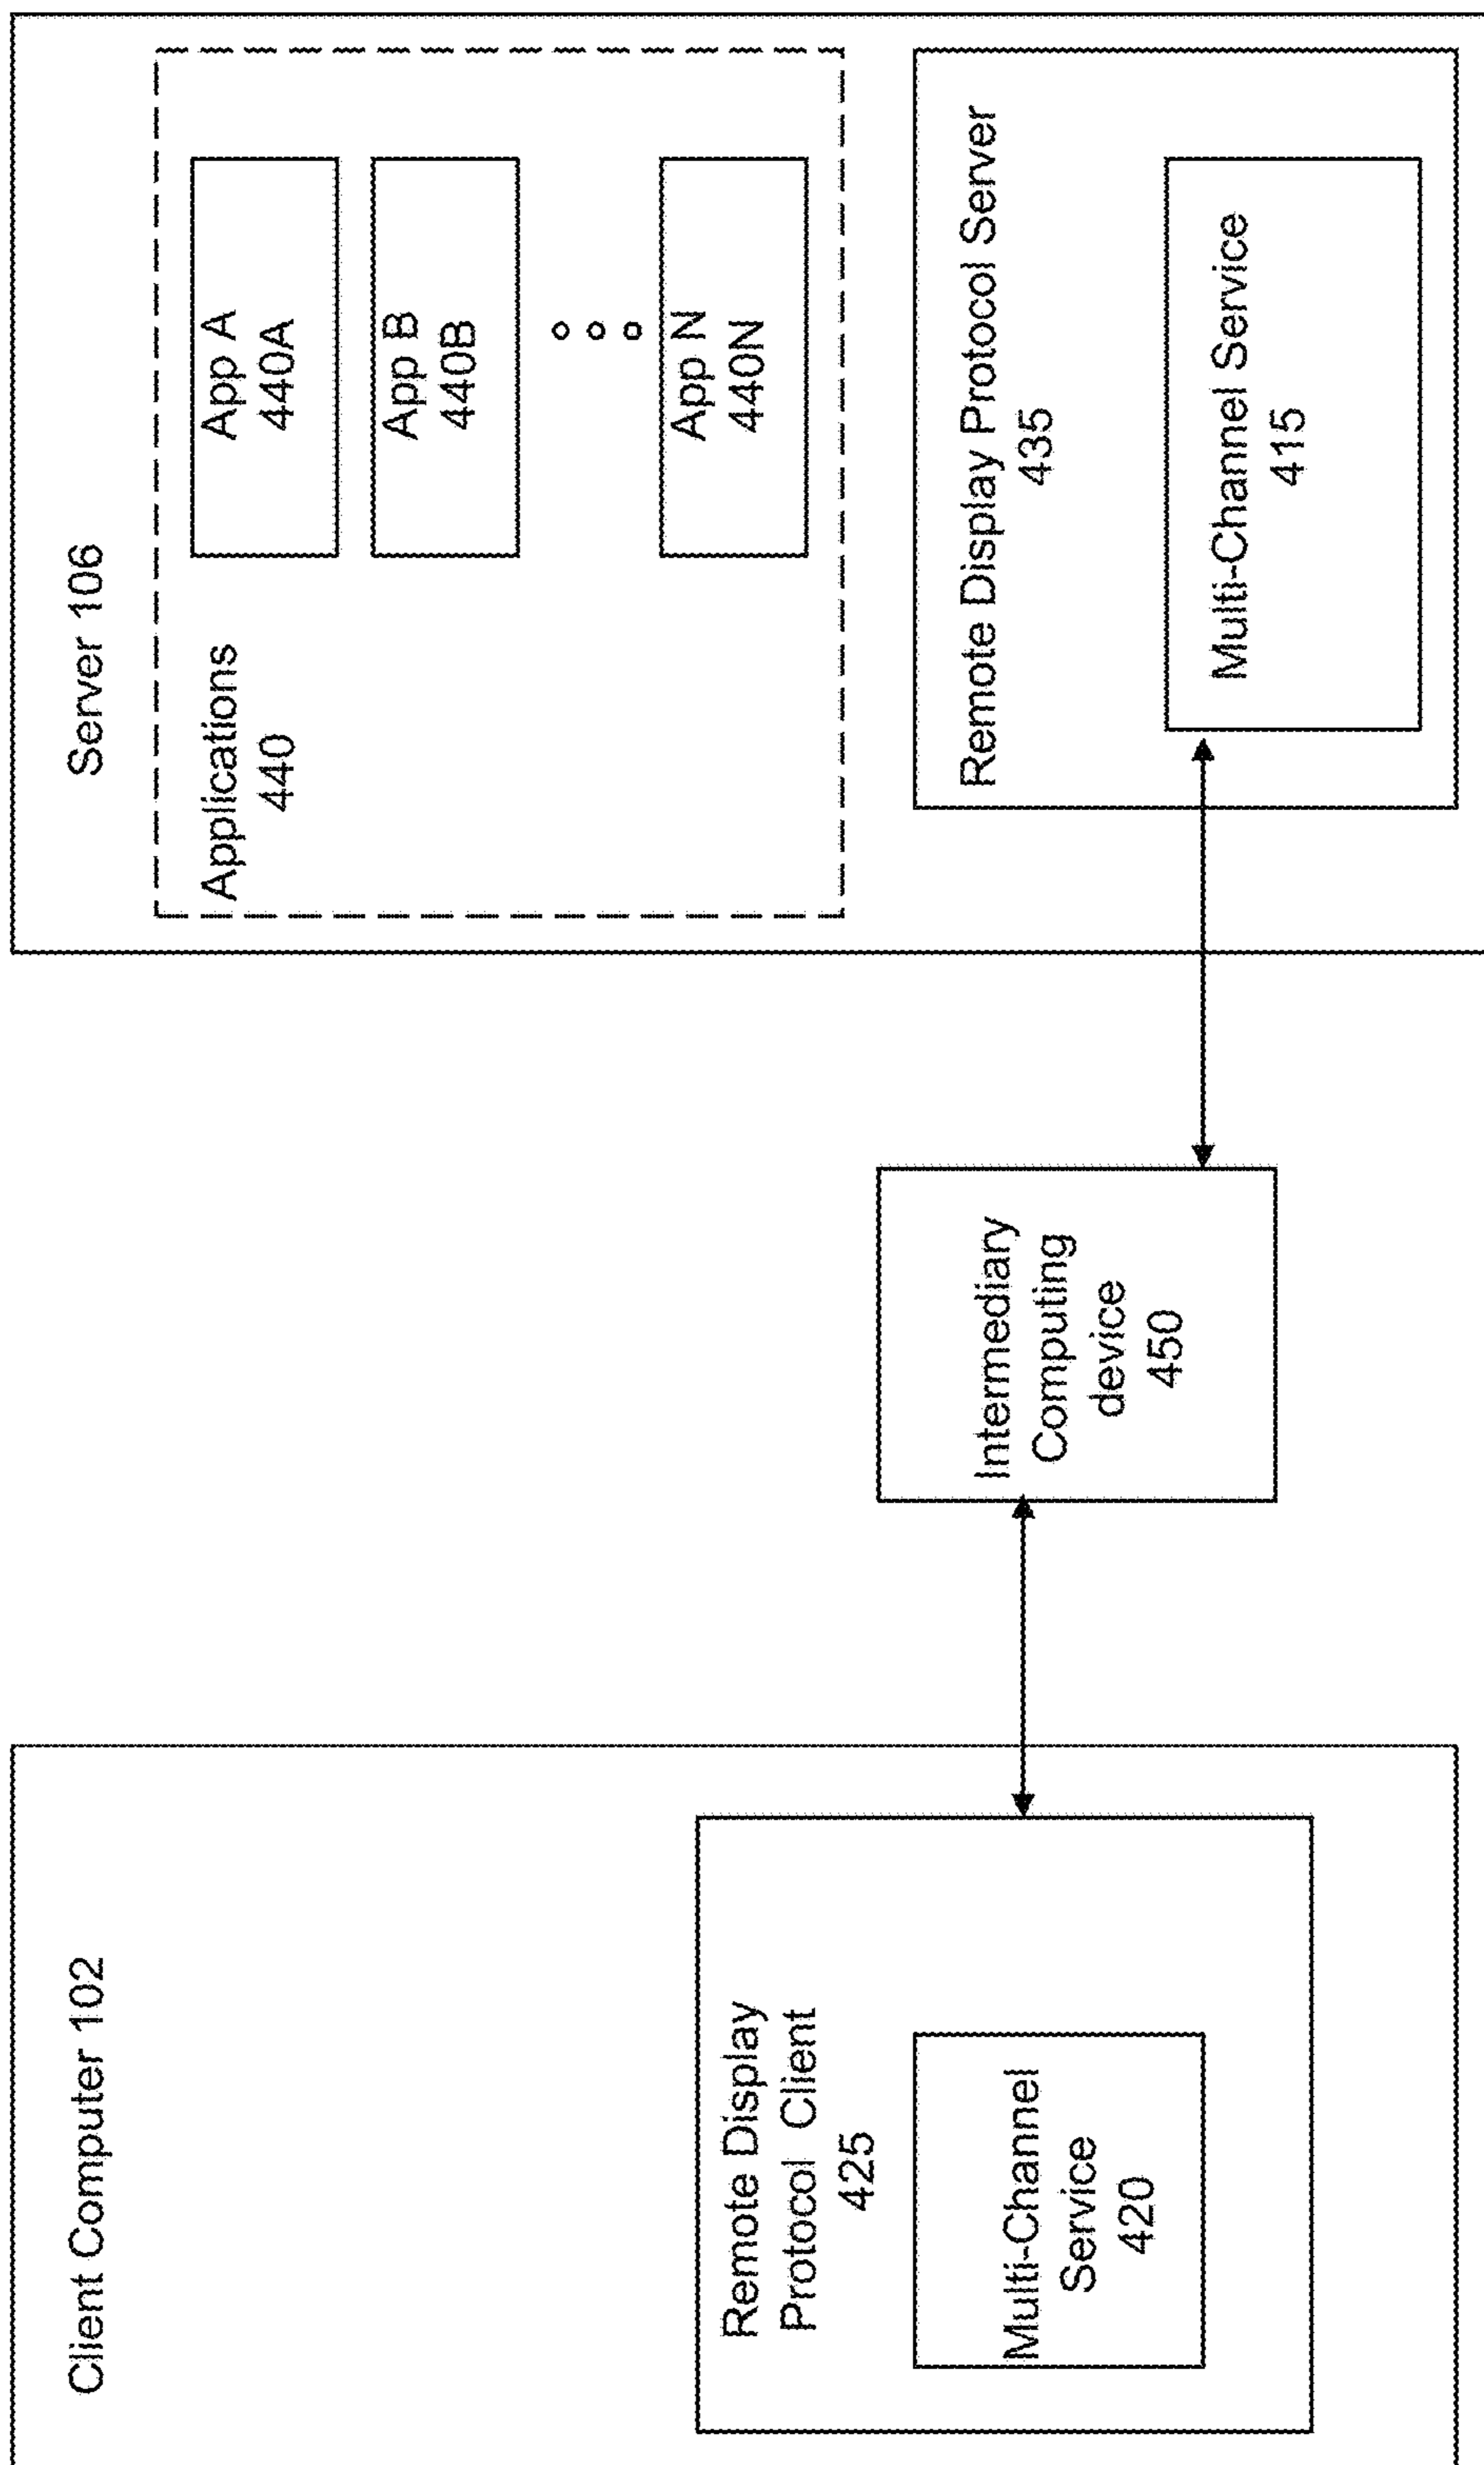 Client Computer 102
Remote Display
Protocol Client
425
Multi-Channel
Service
420
Intermediary
Computing
device
450
Server 106
Applications
440
App A
440A
App B
440B
App N
440N
Remote Display Protocol Server
435
Multi-Channel Service
415